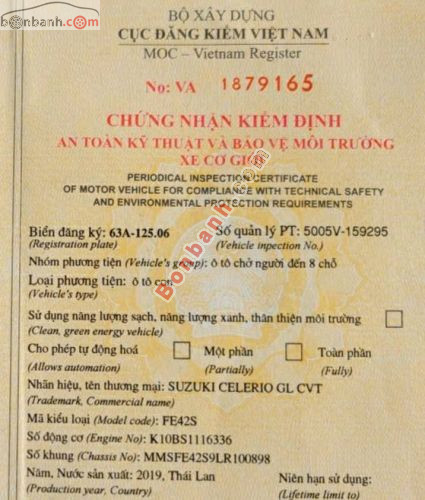 bonbanh.com
BỘ XÂY DỰNG
CỤC ĐĂNG KIỂM VIỆT NAM
MOC – Vietnam Register
No: VA 1879165
CHỨNG NHẬN KIỂM ĐỊNH
AN TOÀN KỸ THUẬT VÀ BẢO VỆ MÔI TRƯỜNG
XE CƠ GIỚI
PERIODICAL INSPECTION CERTIFICATE
OF MOTOR VEHICLE FOR COMPLIANCE WITH TECHNICAL SAFETY
AND ENVIRONMENTAL PROTECTION REQUIREMENTS
Biển đăng ký: 63A-125.06 Số quản lý PT: 5005V-159295
(Registration plate) (Vehicle inspection No.)
Nhóm phương tiện (Vehicle's group): ô tô chở người đến 8 chỗ
Loại phương tiện: ô tô con
(Vehicle's type)
Bonbanh.com
Sử dụng năng lượng sạch, năng lượng xanh, thân thiện môi trường
(Clean, green energy vehicle)
Cho phép tự động hoá Một phần Toàn phần
(Allows automation) (Partially) (Fully)
Nhãn hiệu, tên thương mại: SUZUKI CELERIO GL CVT
(Trademark, Commercial name)
Mã kiểu loại (Model code): FE42S
Số động cơ (Engine No): K10BS1116336
Số khung (Chassis No): MMSFE42S9LR100898
Năm, Nước sản xuất: 2019, Thái Lan Niên hạn sử dụng:
(Production year, Country) (Lifetime limit to)